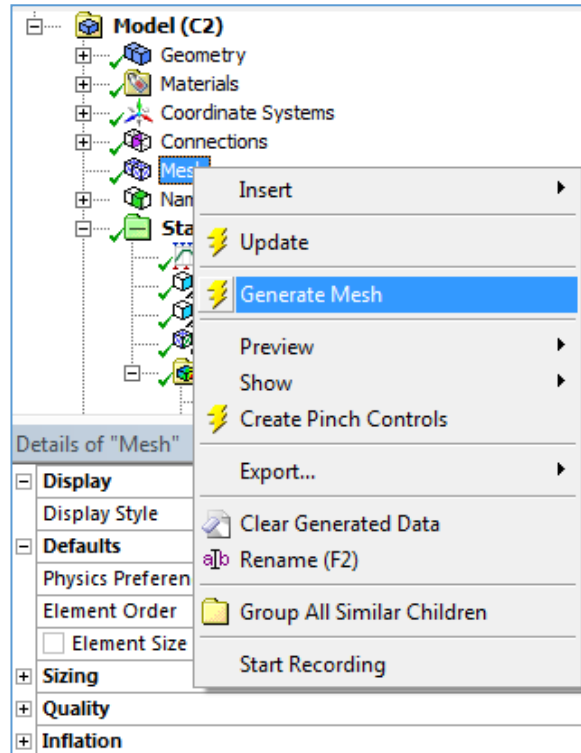 Model (C2)
Geometry
Materials
Coordinate Systems
Connections
Mesh
Insert
Nam
Sta
Update
Generate Mesh
Preview
Show
Create Pinch Controls
Export...
Clear Generated Data
Rename (F2)
Group All Similar Children
Start Recording
Details of "Mesh"
Display
Display Style
Defaults
Physics Preferen
Element Order
Element Size
Sizing
Quality
Inflation